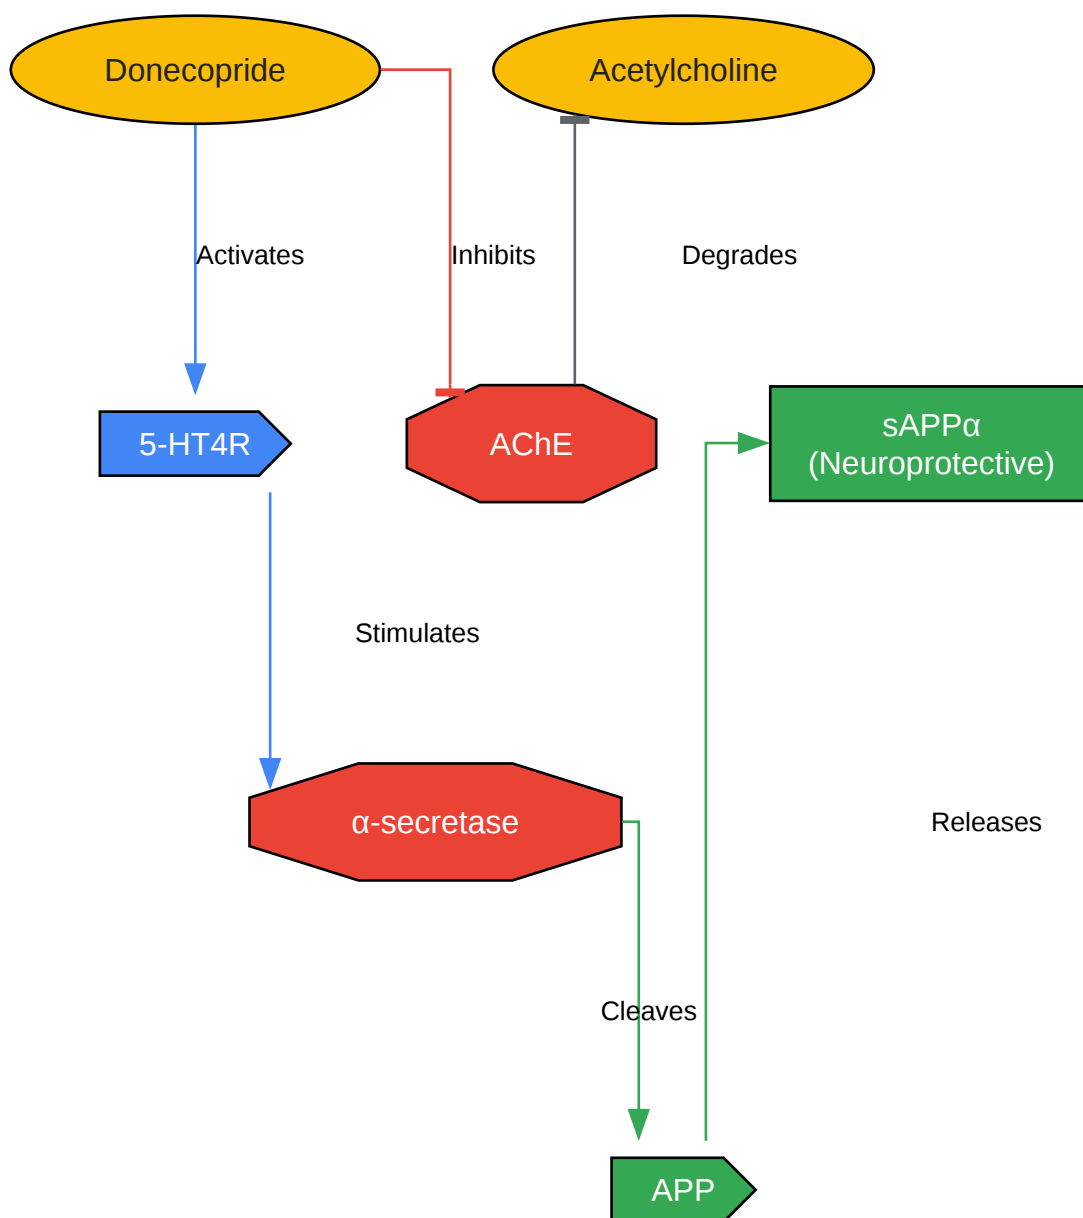 Donecopride
Acetylcholine
Activates
Inhibits
Degrades
5-HT4R
AChE
sAPPα
(Neuroprotective)
Stimulates
α-secretase
Releases
Cleaves
APP